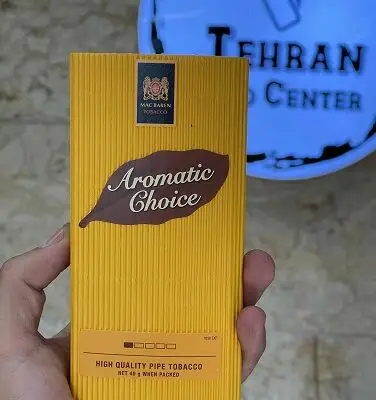 TEHRAN
CENTER
MAC BAREN
TOBACCO
Aromatic
Choice
HIGH QUALITY PIPE TOBACCO
NET 40 g WHEN PACKED